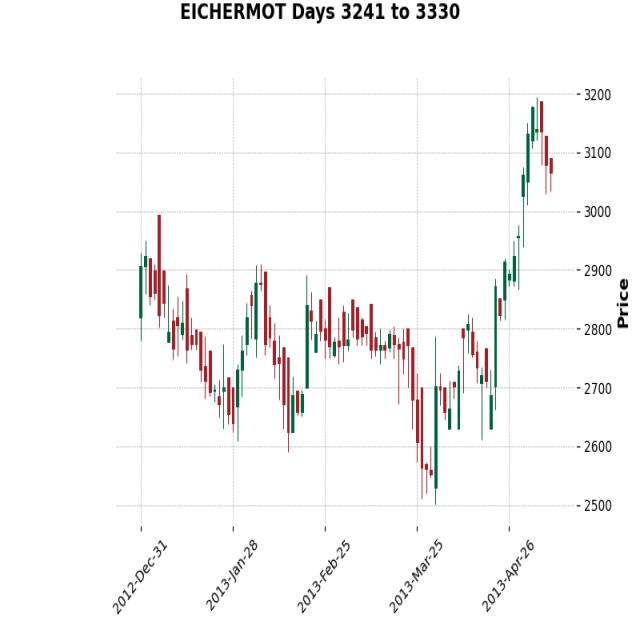 EICHERMOT Days 3241 to 3330
3200
3100
3000
2900
2800
2700
2600
2500
Price
2012-Dec-31
2013-Jan-28
2013-Feb-25
2013-Mar-25
2013-Apr-26